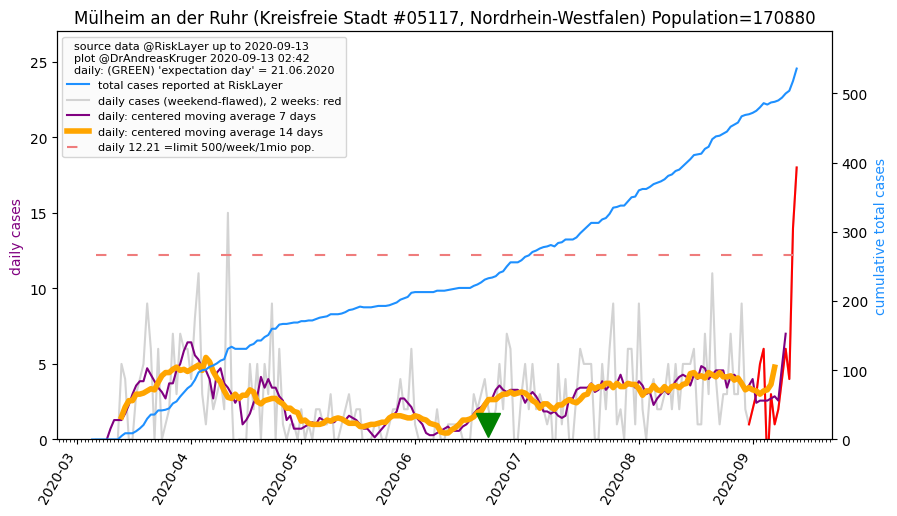 Mülheim an der Ruhr (Kreisfreie Stadt #05117, Nordrhein-Westfalen) Population=170880
source data @RiskLayer up to 2020-09-13
plot @DrAndreasKruger 2020-09-13 02:42
daily: (GREEN) 'expectation day' = 21.06.2020
total cases reported at RiskLayer
daily cases (weekend-flawed), 2 weeks: red
daily: centered moving average 7 days
daily: centered moving average 14 days
daily 12.21 =limit 500/week/1mio pop.
daily cases
25
20
15
10
5
0
cumulative total cases
500
400
300
200
100
0
2020-03
2020-04
2020-05
2020-06
2020-07
2020-08
2020-09